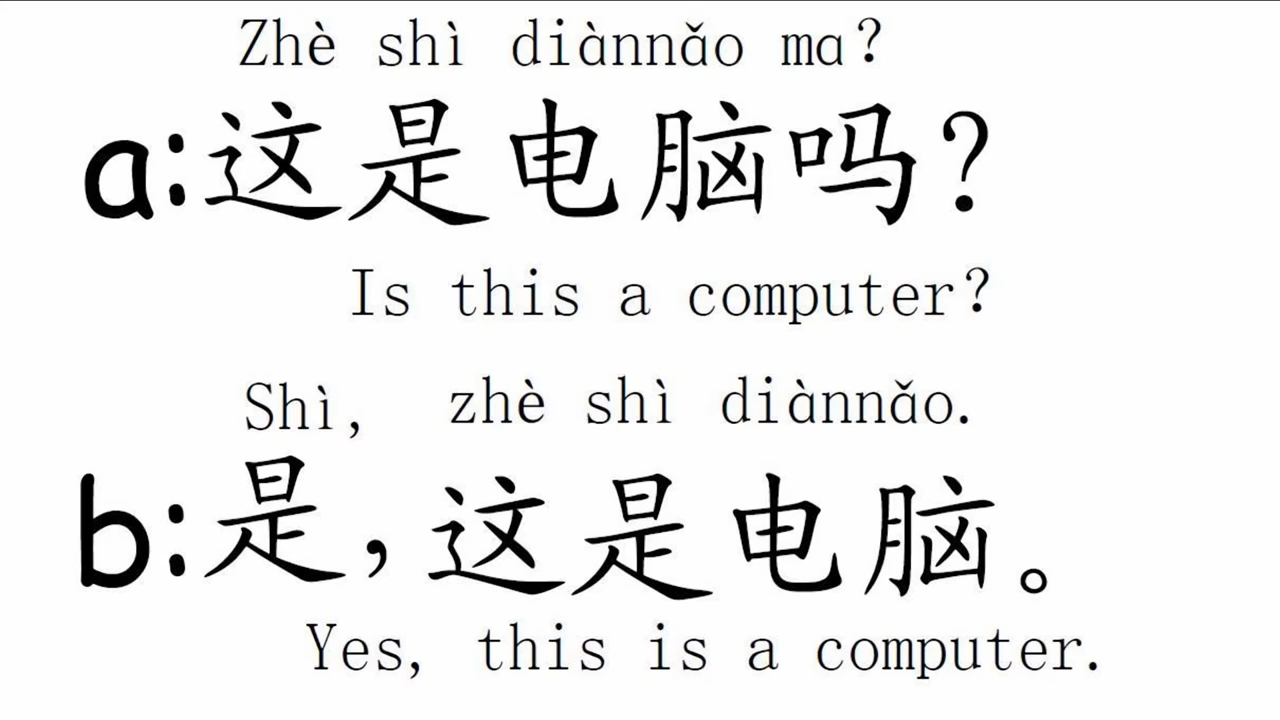 Zhè shì diànnǎo ma?
a:这是电脑吗?
Is this a computer?
Shì, zhè shì diànnǎo.
b:是,这是电脑。
Yes, this is a computer.